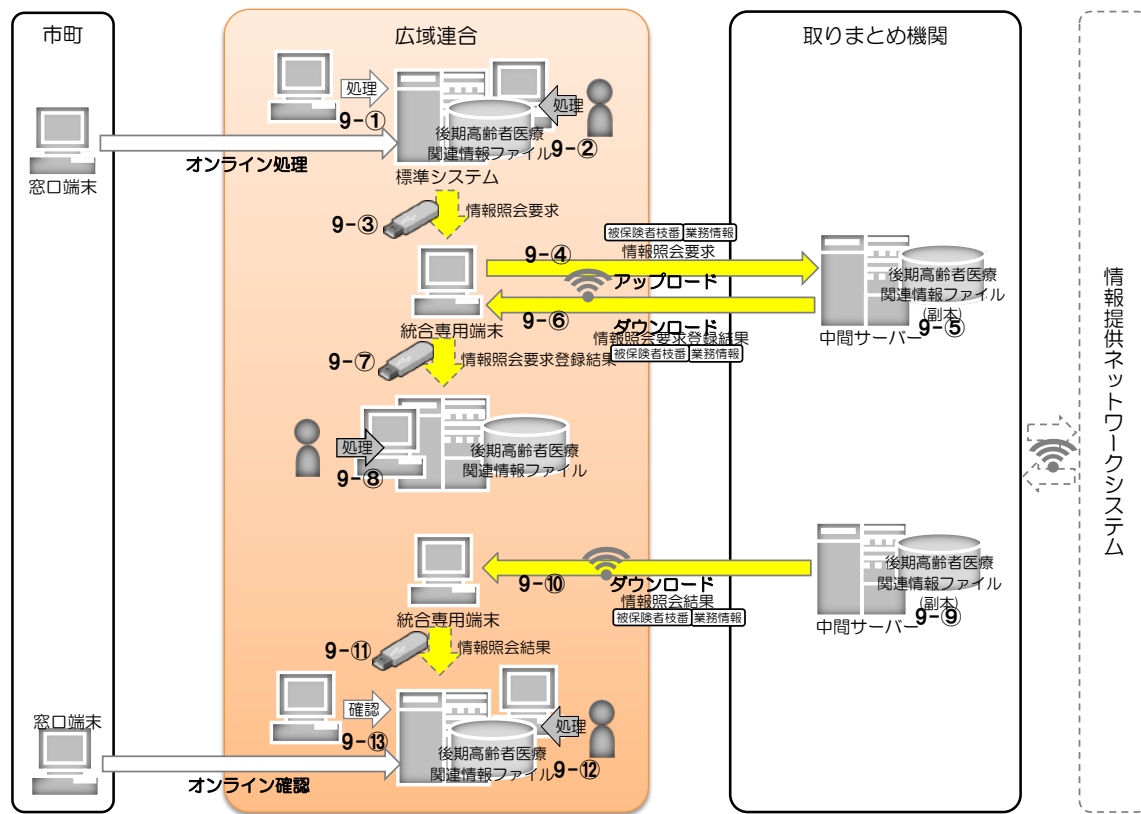 市町
広域連合
取りまとめ機関
処理
9-①
処理
後期高齢者医療
関連情報ファイル
9-②
オンライン処理
窓口端末
標準システム
9-③
情報照会要求
被保険者枝番 業務情報
情報照会要求
9-④
アップロード
後期高齢者医療
関連情報ファイル
(副本)
9-⑤
中間サーバー
統合専用端末
9-⑥
ダウンロード
情報照会要求登録結果
被保険者枝番 業務情報
9-⑦
情報照会要求登録結果
処理
9-⑧
後期高齢者医療
関連情報ファイル
情報提供ネットワークシステム
9-⑩
ダウンロード
情報照会結果
被保険者枝番 業務情報
後期高齢者医療
関連情報ファイル
(副本)
9-⑨
中間サーバー
統合専用端末
9-⑪
情報照会結果
確認
9-⑬
処理
後期高齢者医療
関連情報ファイル
9-⑫
窓口端末
オンライン確認